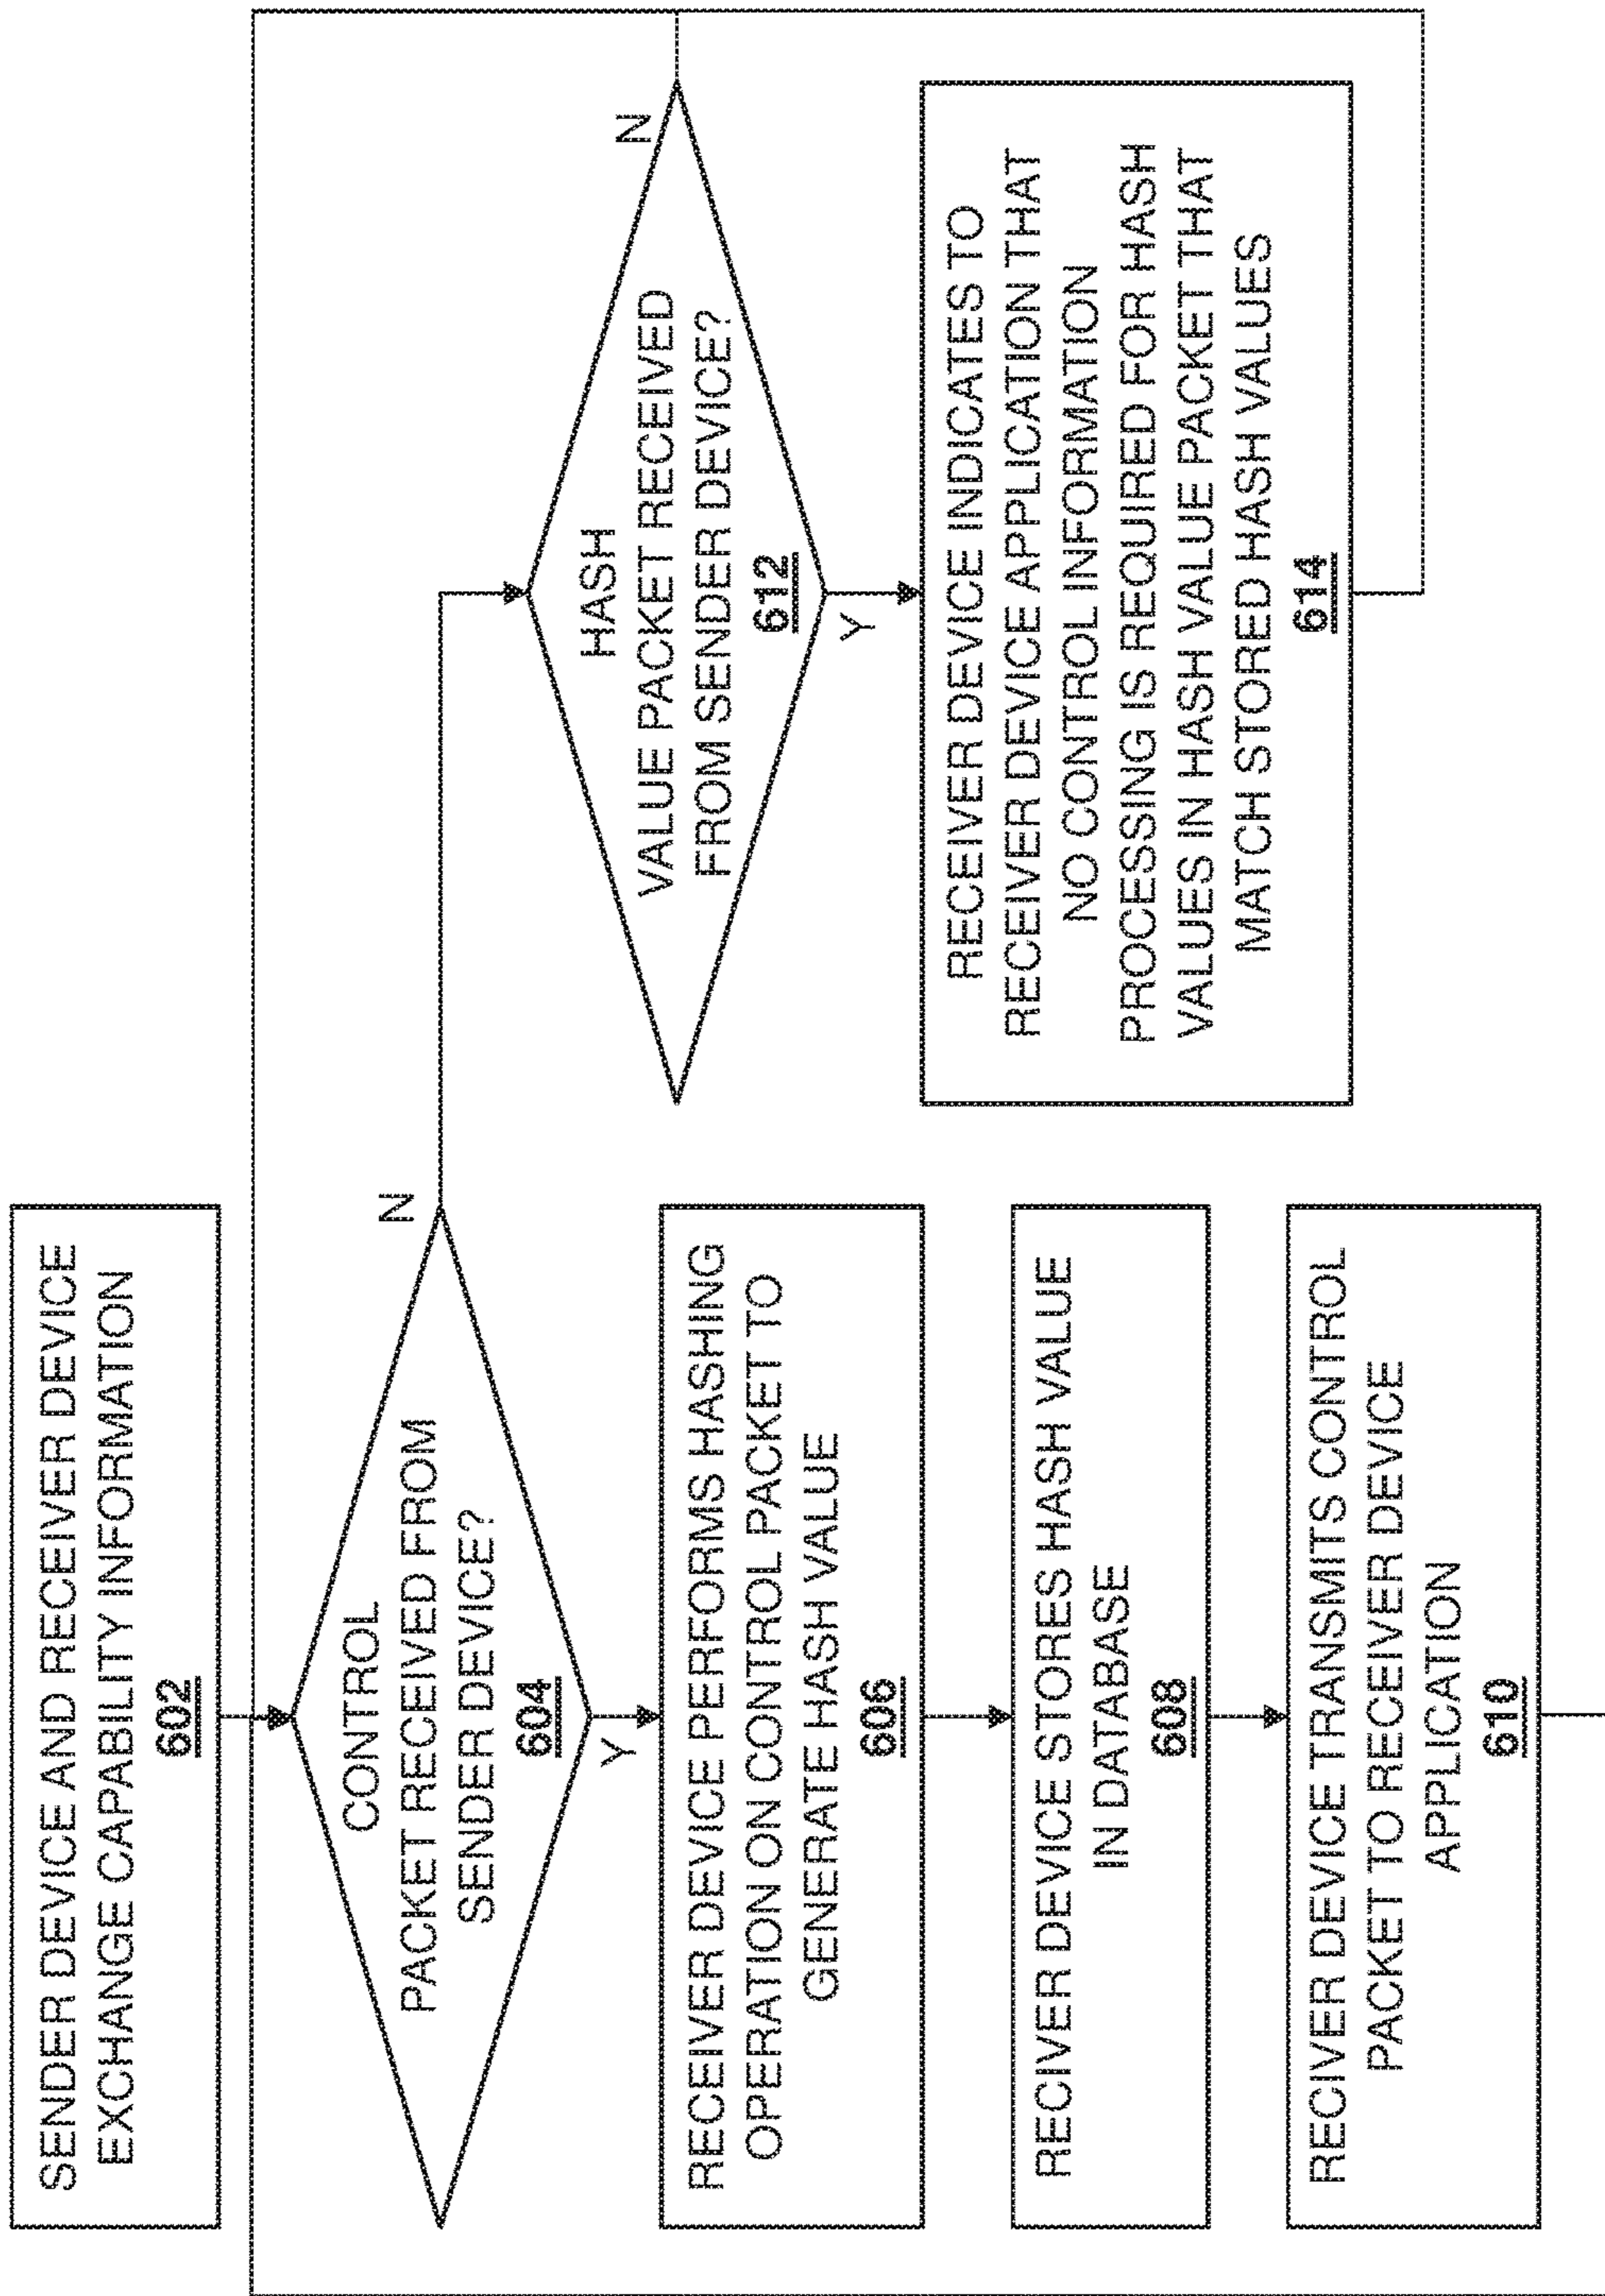 SENDER DEVICE AND RECEIVER DEVICE
EXCHANGE CAPABILITY INFORMATION
602
CONTROL
PACKET RECEIVED FROM
SENDER DEVICE?
604
N
Y
RECEIVER DEVICE PERFORMS HASHING
OPERATION ON CONTROL PACKET TO
GENERATE HASH VALUE
606
RECIVER DEVICE STORES HASH VALUE
IN DATABASE
608
RECIVER DEVICE TRANSMITS CONTROL
PACKET TO RECEIVER DEVICE
APPLICATION
610
HASH
VALUE PACKET RECEIVED
FROM SENDER DEVICE?
612
N
Y
RECEIVER DEVICE INDICATES TO
RECEIVER DEVICE APPLICATION THAT
NO CONTROL INFORMATION
PROCESSING IS REQUIRED FOR HASH
VALUES IN HASH VALUE PACKET THAT
MATCH STORED HASH VALUES
614